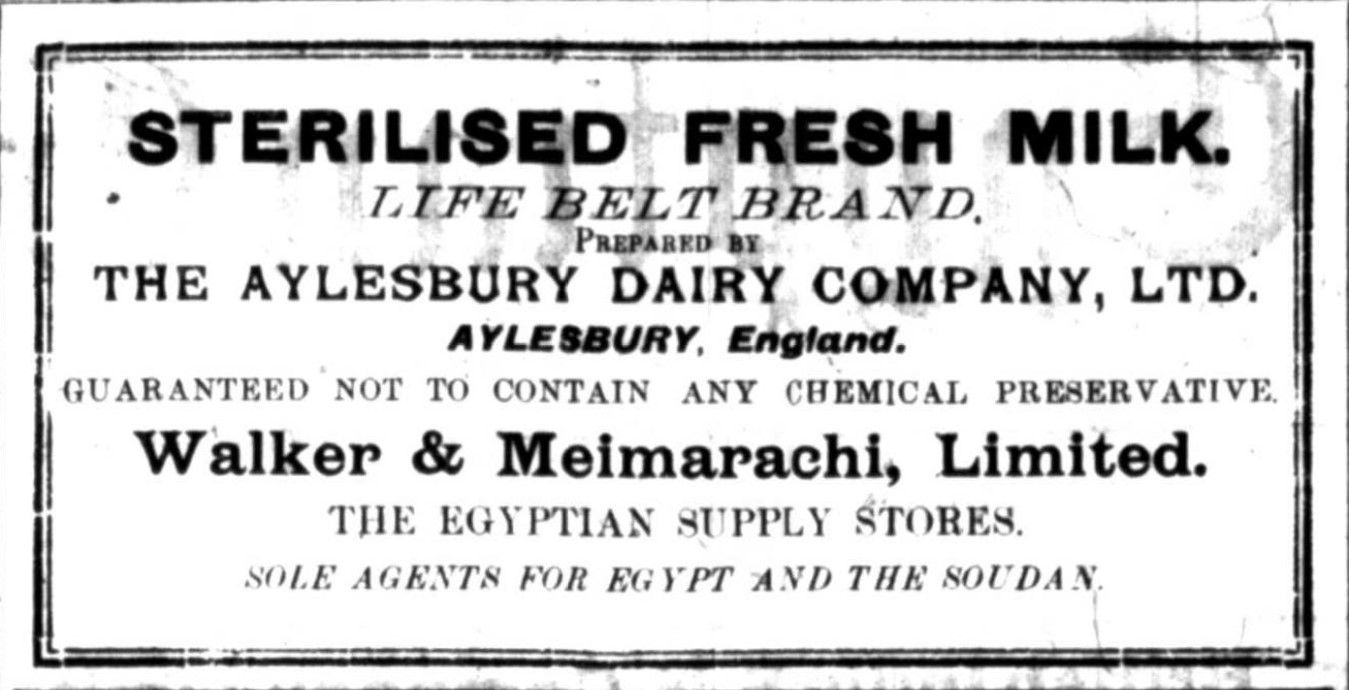 STERILISED FRESH MILK.
LIFE BELT BRAND.
PREPARED BY
THE AYLESBURY DAIRY COMPANY, LTD.
AYLESBURY, England.
GUARANTEED NOT TO CONTAIN ANY CHEMICAL PRESERVATIVE.
Walker & Meimarachi, Limited.
THE EGYPTIAN SUPPLY STORES.
SOLE AGENTS FOR EGYPT AND THE SOUDAN.